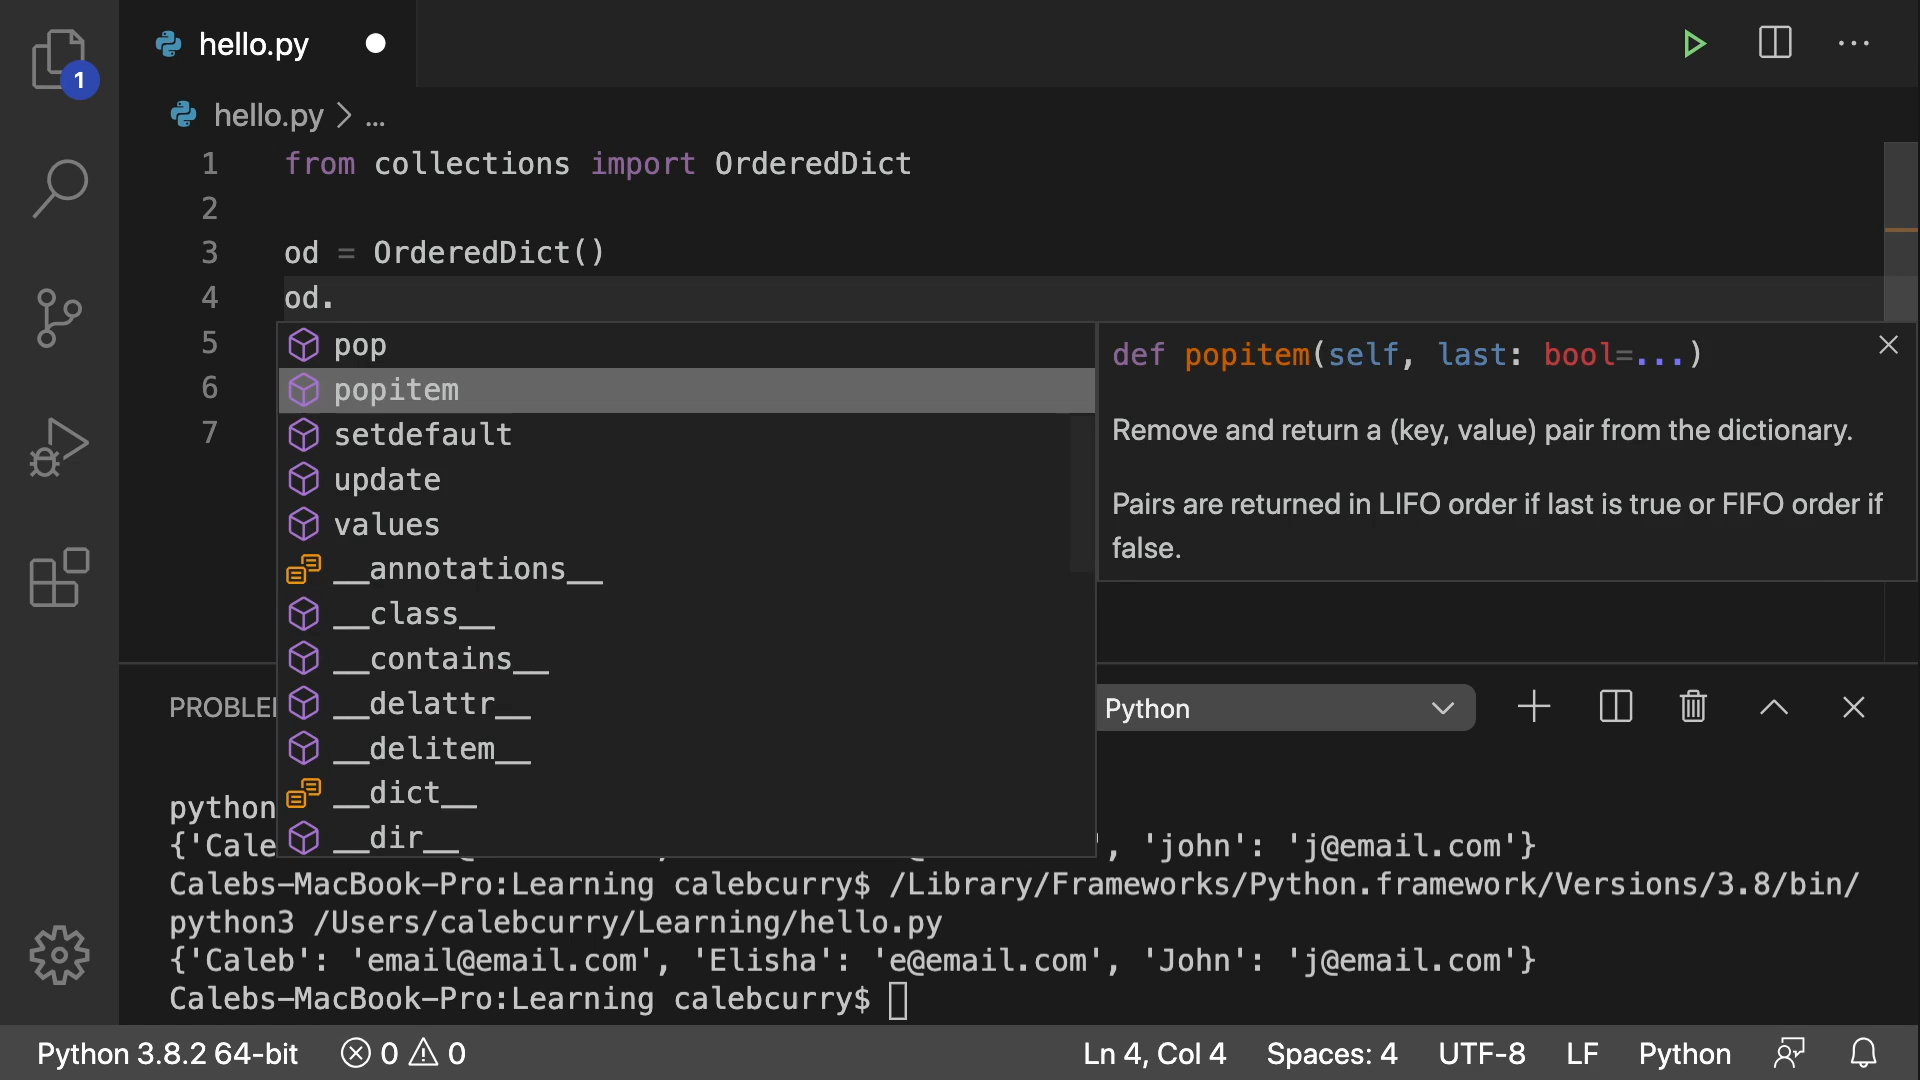 hello.py
1
hello.py > ...
1 from collections import OrderedDict
2
3 od = OrderedDict()
4 od.
5
6
7
pop
popitem
setdefault
update
values
__annotations__
__class__
__contains__
__delattr__
__delitem__
__dict__
__dir__
def popitem(self, last: bool=...)
Remove and return a (key, value) pair from the dictionary.
Pairs are returned in LIFO order if last is true or FIFO order if
false.
Python
python
{'Cale ', 'john': 'j@email.com'}
Calebs-MacBook-Pro:Learning calebcurry$ /Library/Frameworks/Python.framework/Versions/3.8/bin/
python3 /Users/calebcurry/Learning/hello.py
{'Caleb': 'email@email.com', 'Elisha': 'e@email.com', 'John': 'j@email.com'}
Calebs-MacBook-Pro:Learning calebcurry$
Python 3.8.2 64-bit 0 0 Ln 4, Col 4 Spaces: 4 UTF-8 LF Python